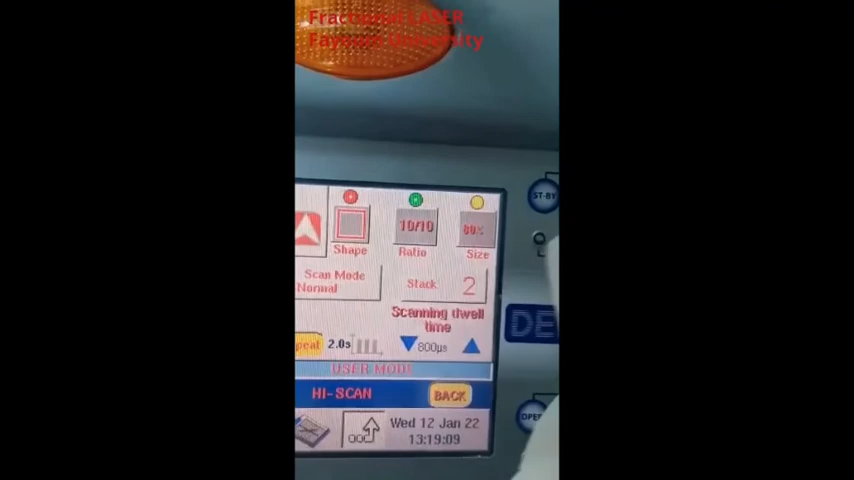 Fractional LASER
Fayoum University
ST-BY
10/10
80%
Shape
Ratio
Size
Scan Mode
Normal
Stack 2
Scanning dwell
time
peat 2.0s
800µs
USER MODE
HI-SCAN
BACK
Wed 12 Jan 22
13:19:09
DE
OPE